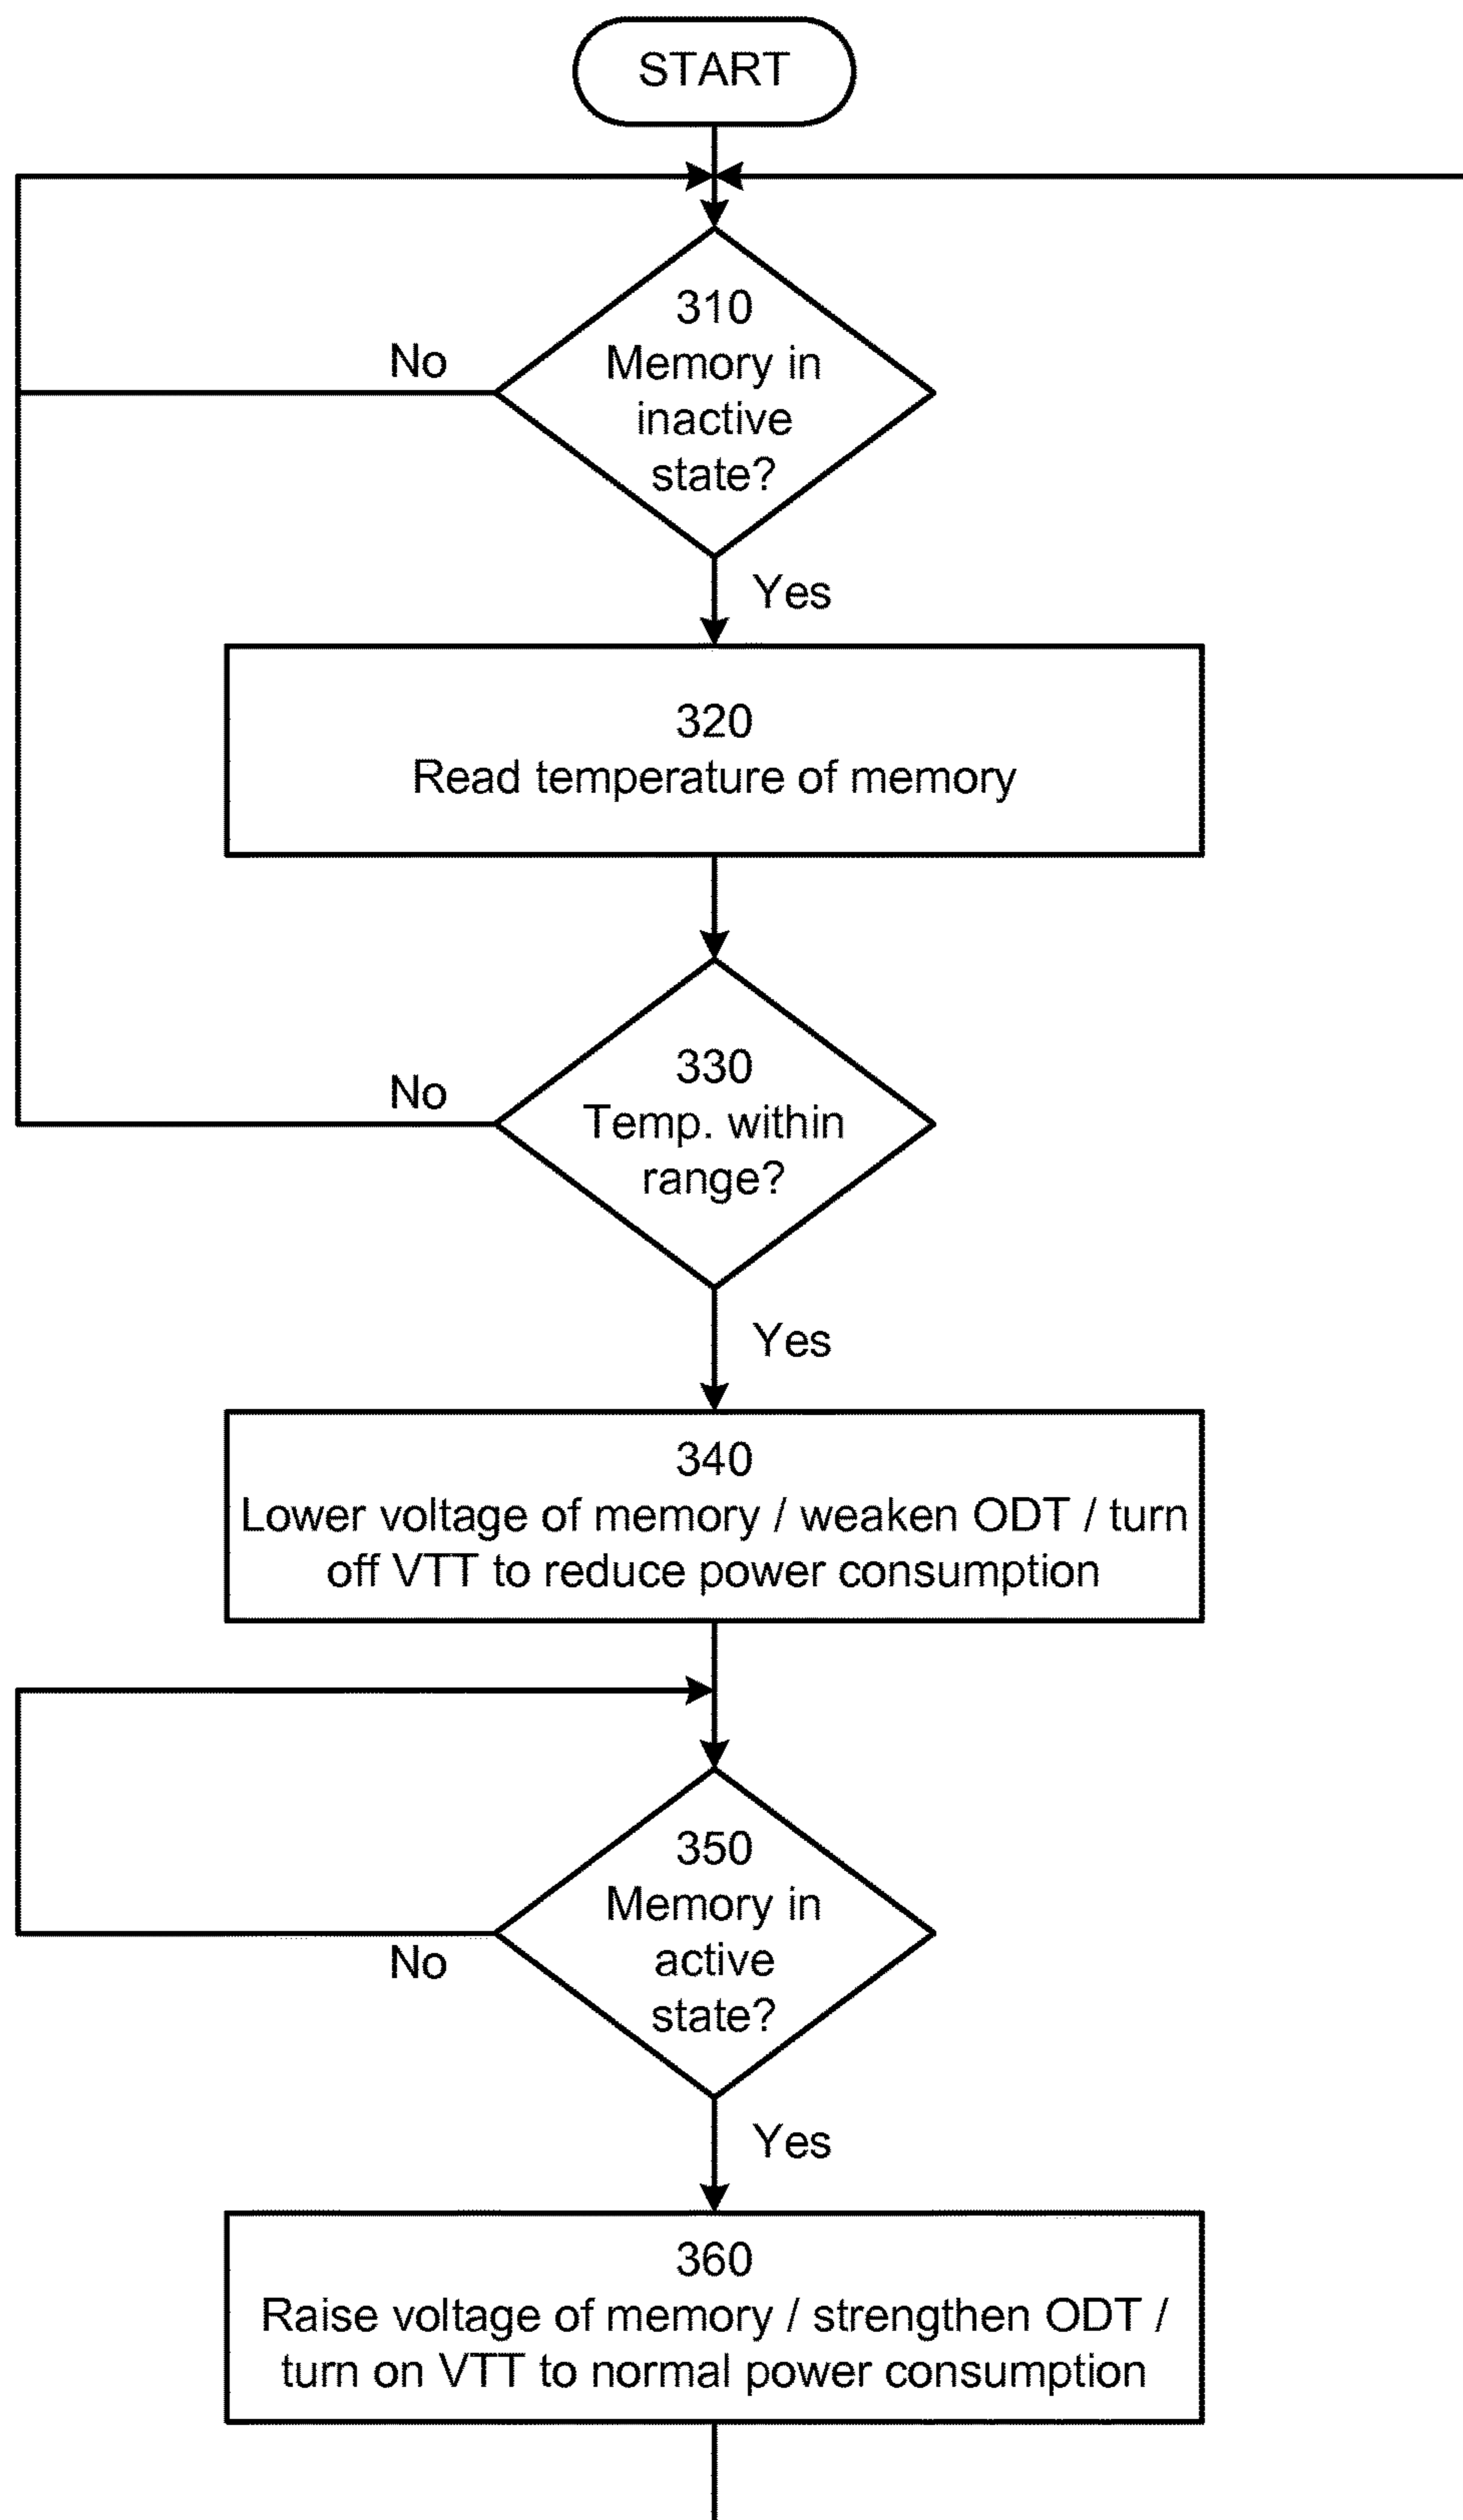 START
310
Memory in
inactive
state?
No
Yes
320
Read temperature of memory
330
Temp. within
range?
No
Yes
340
Lower voltage of memory / weaken ODT / turn
off VTT to reduce power consumption
350
Memory in
active
state?
No
Yes
360
Raise voltage of memory / strengthen ODT /
turn on VTT to normal power consumption